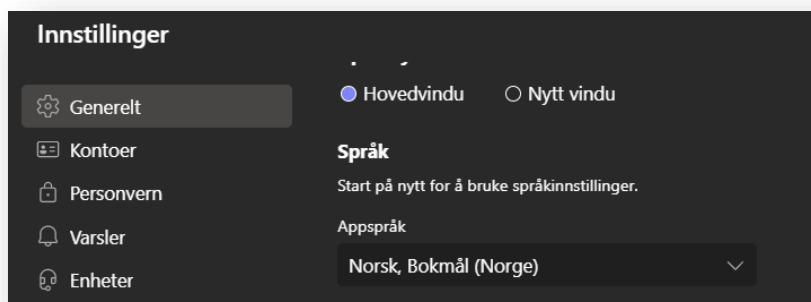 Innstillinger
Generelt
Kontoer
Personvern
Varsler
Enheter
Hovedvindu
Nytt vindu
Språk
Start på nytt for å bruke språkinnstillinger.
Appspråk
Norsk, Bokmål (Norge)